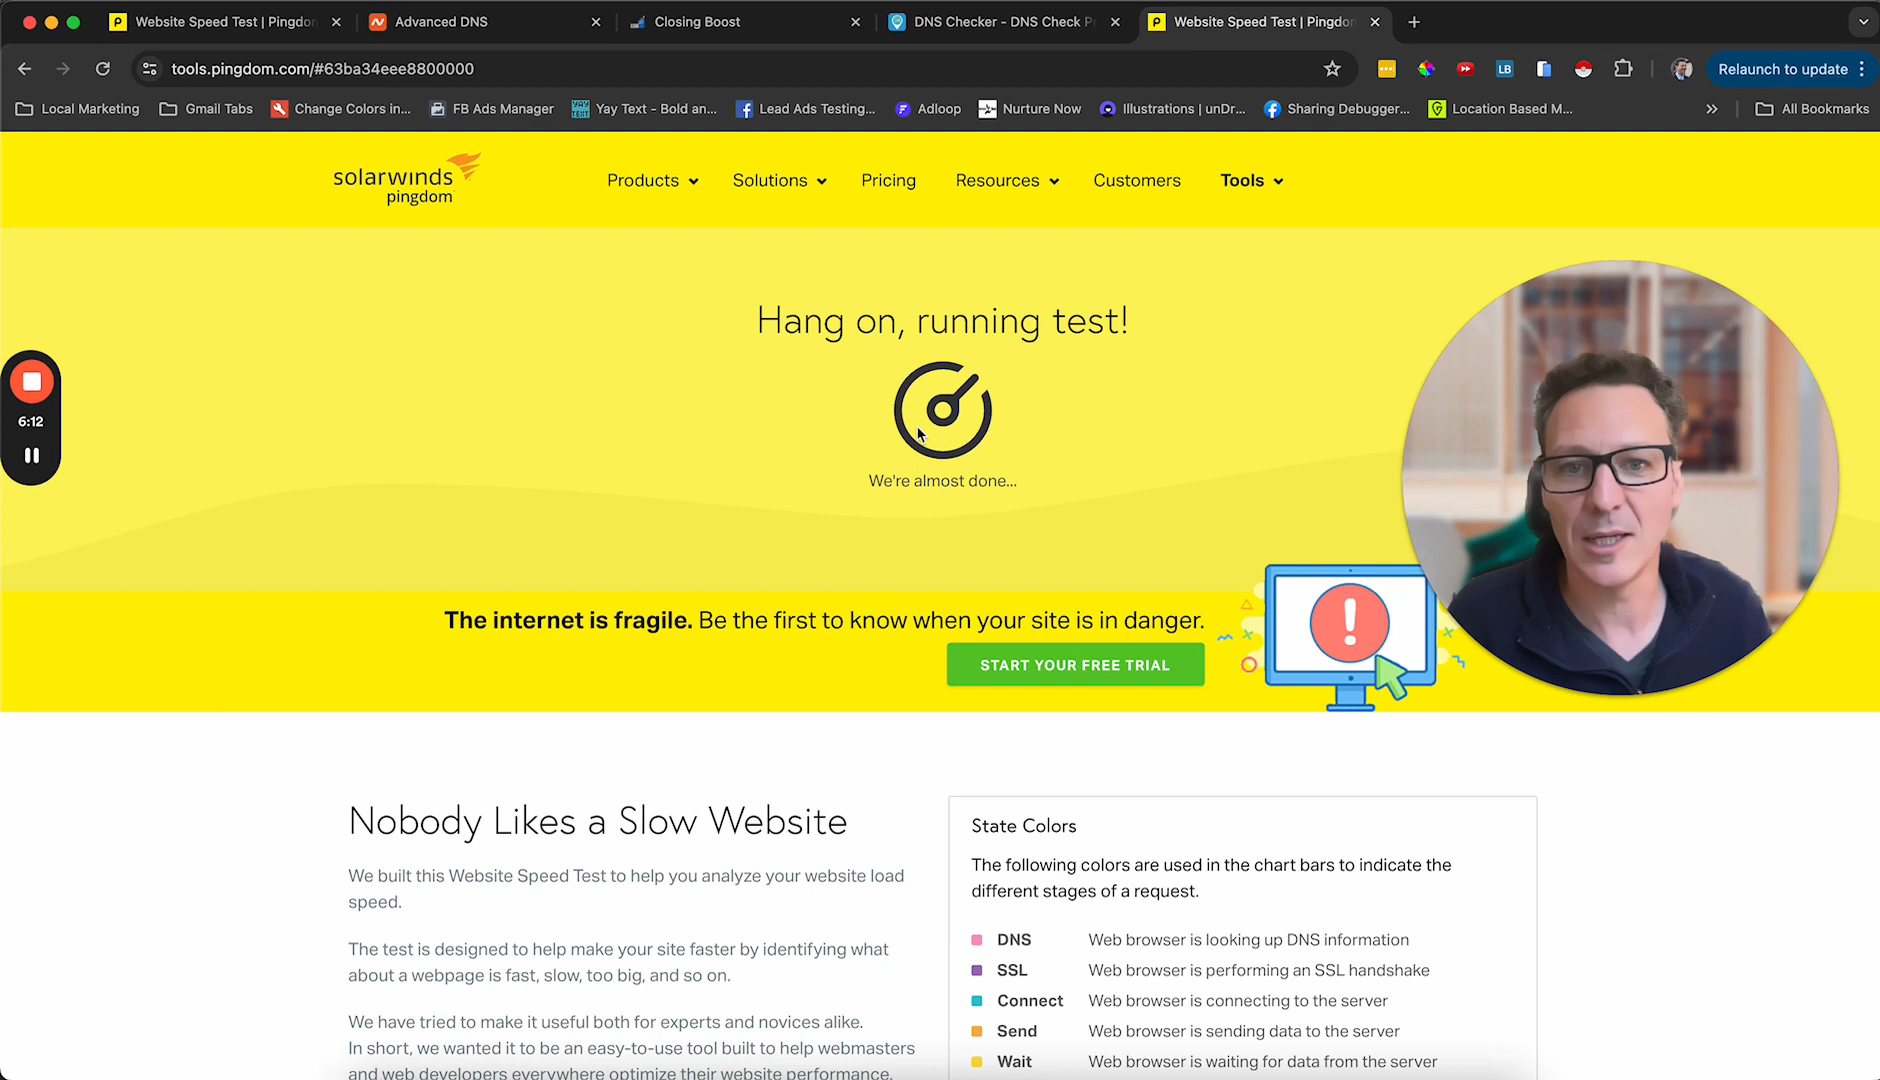 Website Speed Test | Pingdom
Advanced DNS
Closing Boost
DNS Checker - DNS Check
Website Speed Test | Pingdom
tools.pingdom.com/#63ba34eee8800000
LB
Relaunch to update
Local Marketing
Gmail Tabs
Change Colors in...
FB Ads Manager
YAY TEXT
Yay Text - Bold an...
Lead Ads Testing...
Adloop
Nurture Now
Illustrations | unDr...
Sharing Debugger...
Location Based M...
All Bookmarks
solarwinds
pingdom
Products
Solutions
Pricing
Resources
Customers
Tools
Hang on, running test!
6:12
We're almost done...
The internet is fragile. Be the first to know when your site is in danger.
START YOUR FREE TRIAL
Nobody Likes a Slow Website
We built this Website Speed Test to help you analyze your website load
speed.
The test is designed to help make your site faster by identifying what
about a webpage is fast, slow, too big, and so on.
We have tried to make it useful both for experts and novices alike.
In short, we wanted it to be an easy-to-use tool built to help webmasters
and web developers everywhere optimize their website performance.
State Colors
The following colors are used in the chart bars to indicate the
different stages of a request.
DNS Web browser is looking up DNS information
SSL Web browser is performing an SSL handshake
Connect Web browser is connecting to the server
Send Web browser is sending data to the server
Wait Web browser is waiting for data from the server